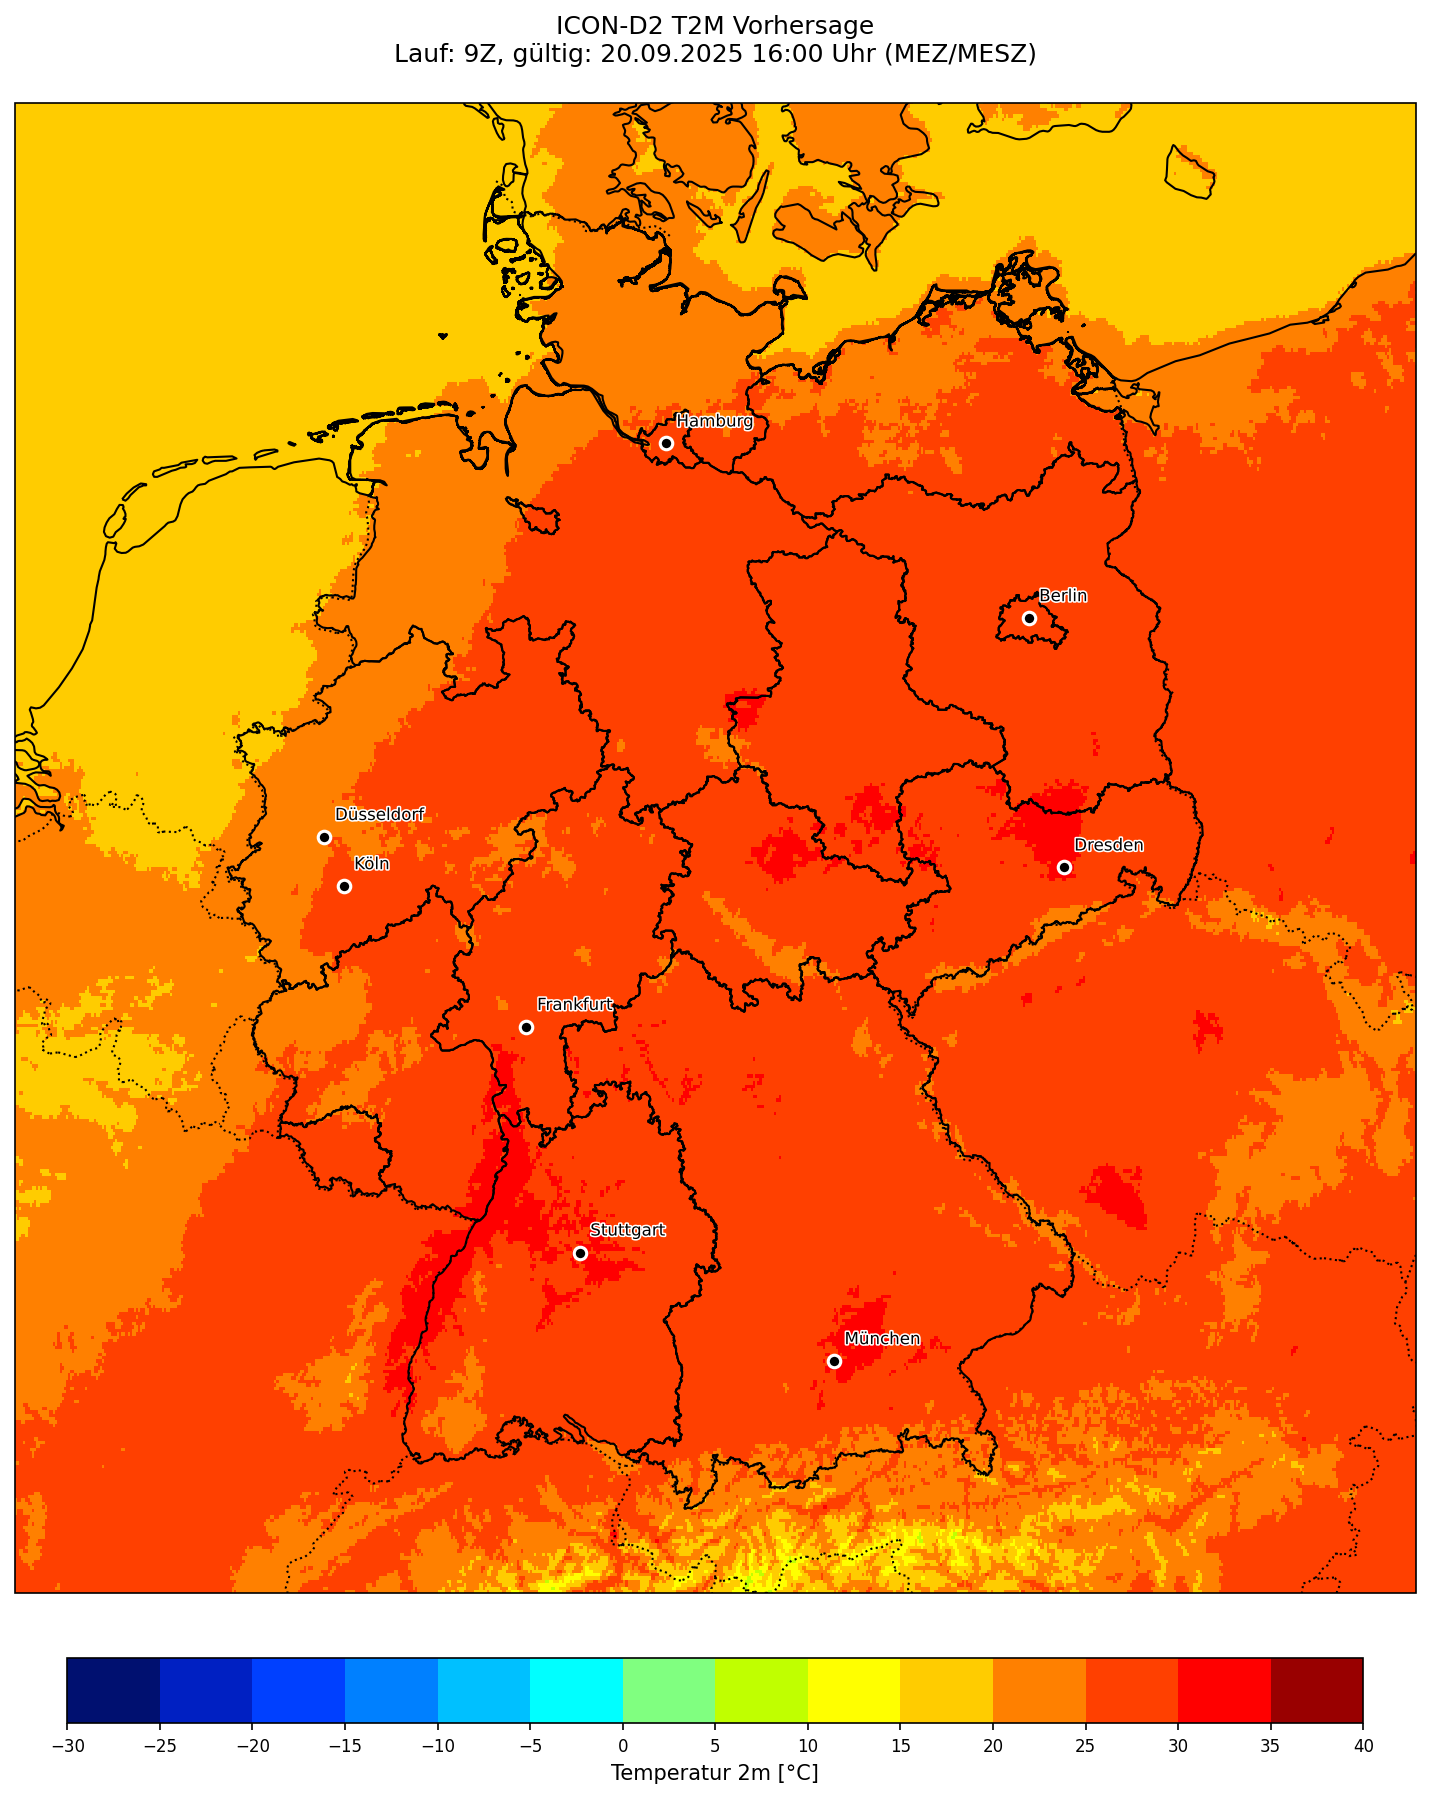 ICON-D2 T2M Vorhersage
Lauf: 9Z, gültig: 20.09.2025 16:00 Uhr (MEZ/MESZ)
Hamburg
Berlin
Düsseldorf
Dresden
Köln
Frankfurt
Stuttgart
München
−30 −25 −20 −15 −10 −5 0 5 10 15 20 25 30 35 40
Temperatur 2m [°C]